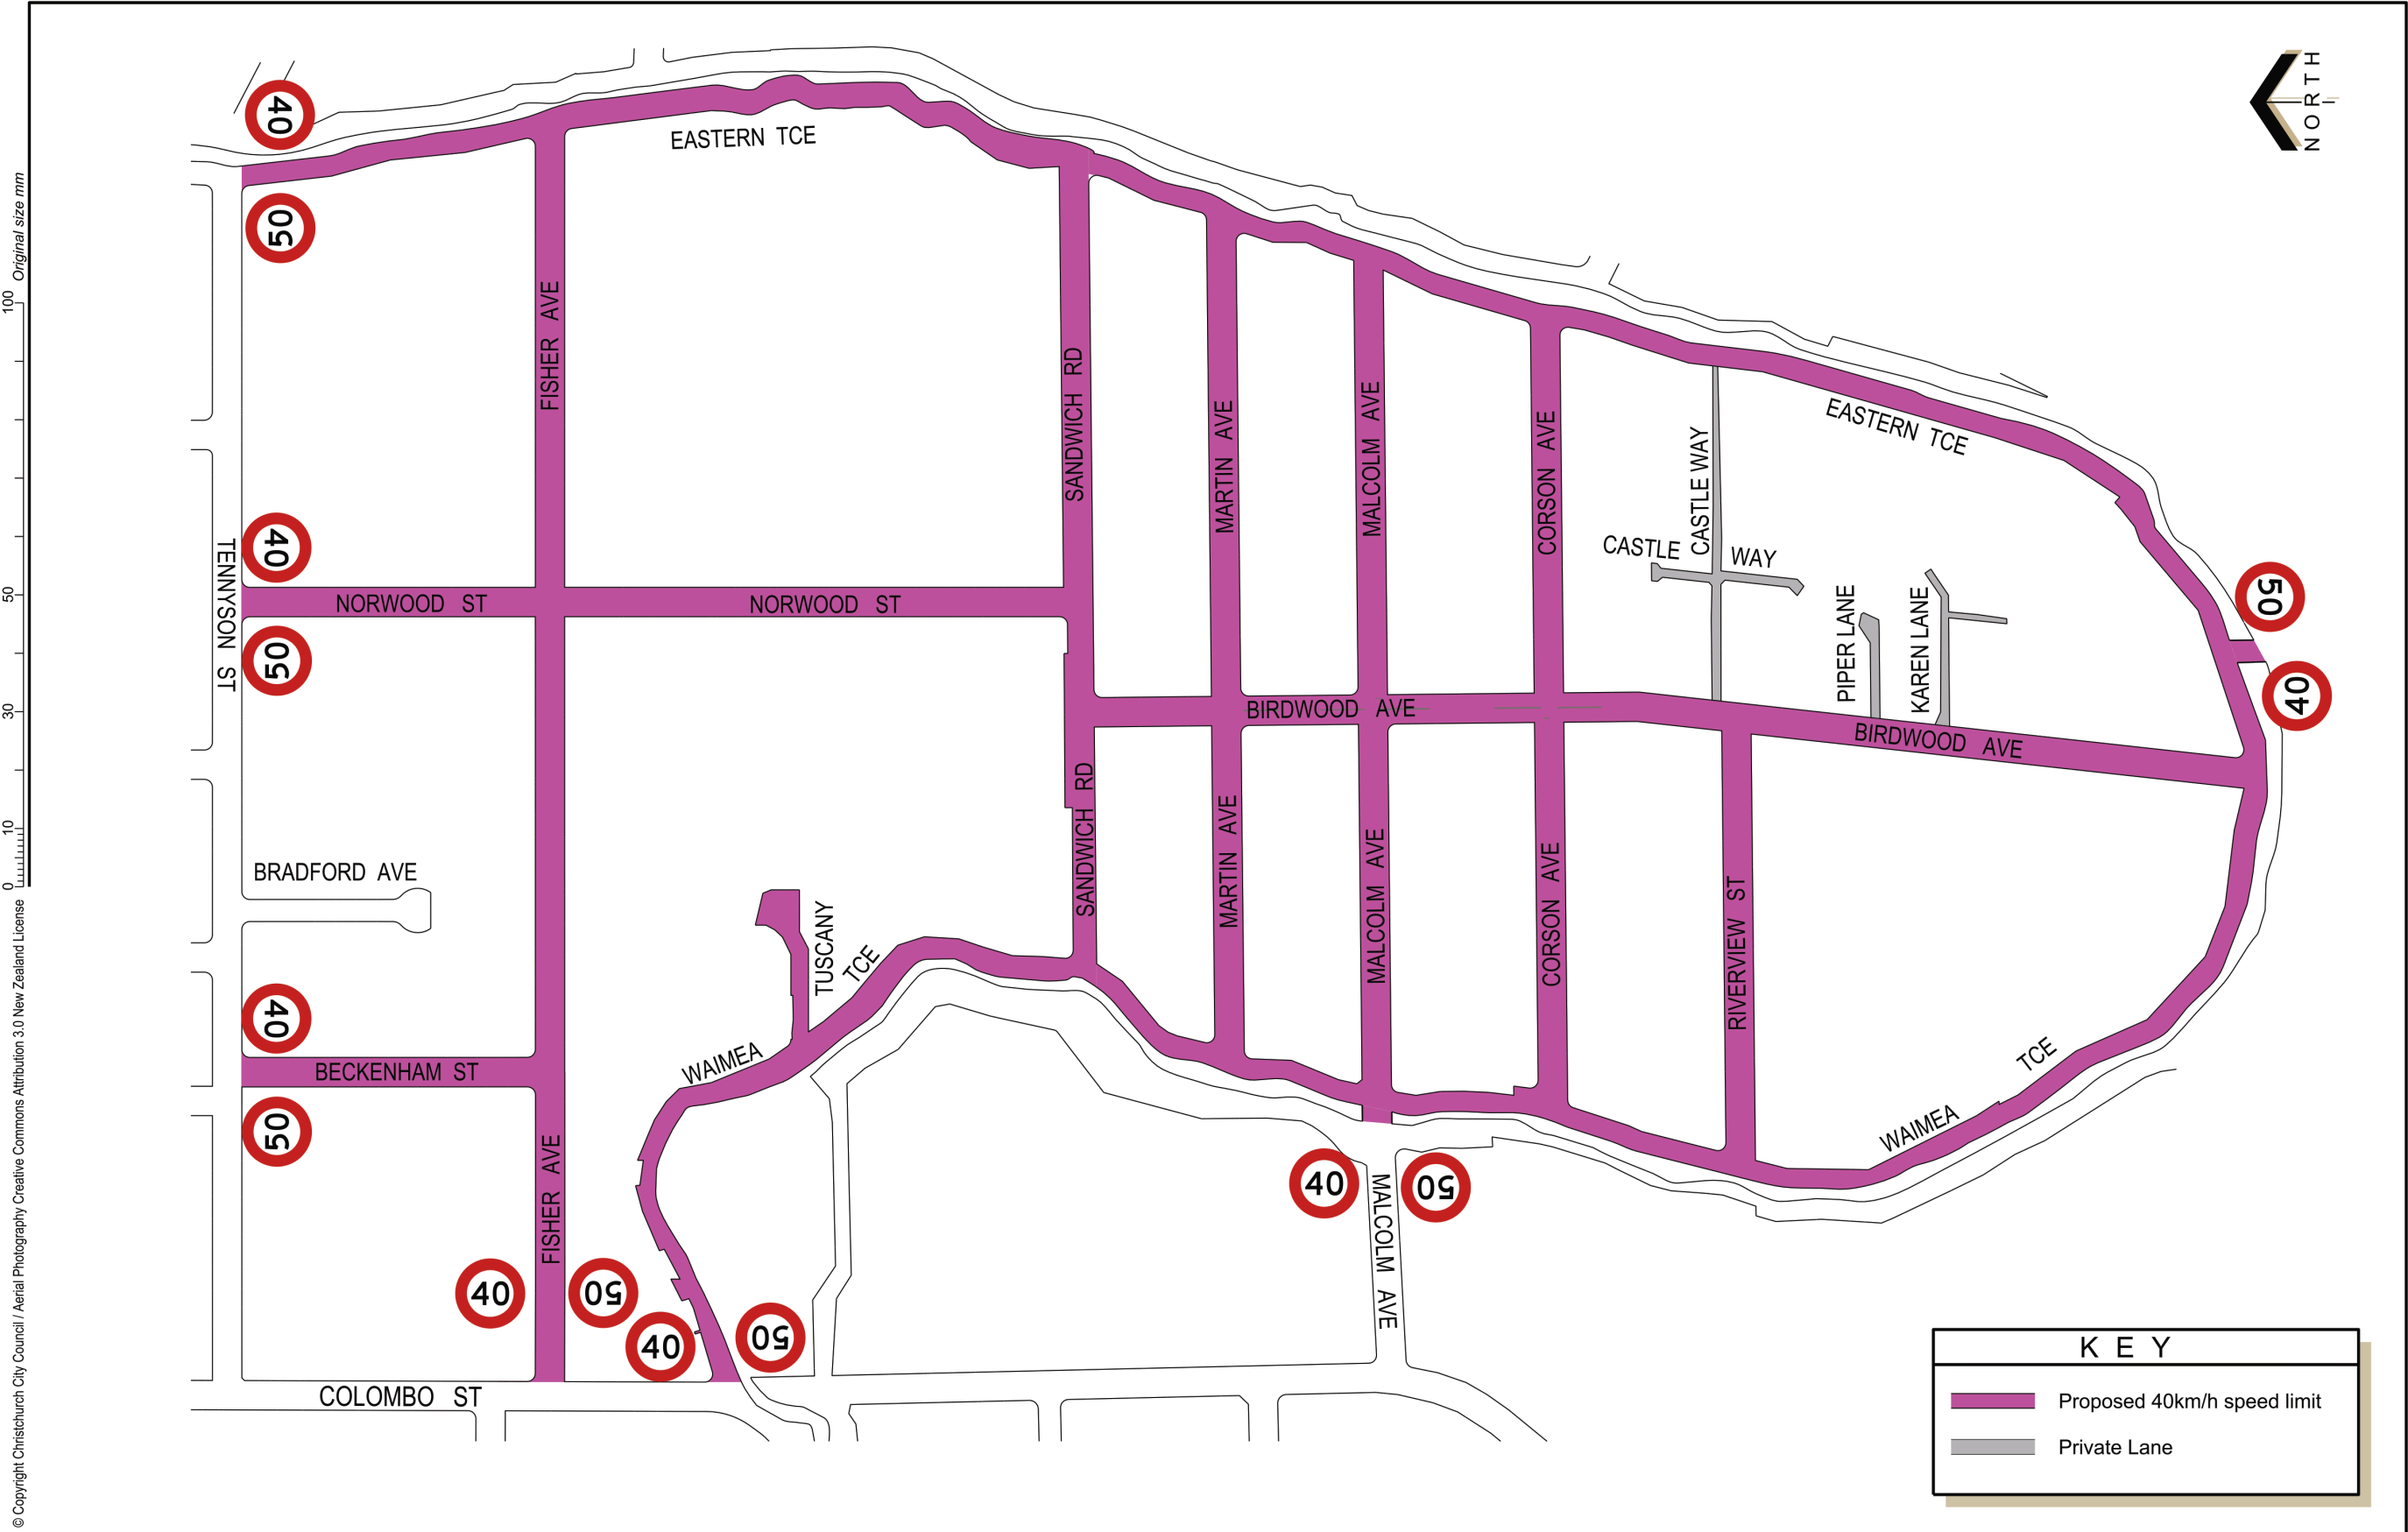 NORTH
40
50
EASTERN TCE
Original size mm
100
50
30
10
0
FISHER AVE
SANDWICH RD
MARTIN AVE
MALCOLM AVE
CORSON AVE
CASTLE WAY
CASTLE WAY
EASTERN TCE
PIPER LANE
KAREN LANE
50
40
TENNYSON ST
40
50
NORWOOD ST
NORWOOD ST
BIRDWOOD AVE
BIRDWOOD AVE
BRADFORD AVE
TUSCANY
SANDWICH RD
MARTIN AVE
MALCOLM AVE
CORSON AVE
RIVERVIEW ST
40
50
BECKENHAM ST
WAIMEA TCE
WAIMEA TCE
FISHER AVE
40
50
40
50
40
50
MALCOLM AVE
COLOMBO ST
KEY
Proposed 40km/h speed limit
Private Lane
© Copyright Christchurch City Council / Aerial Photography Creative Commons Attribution 3.0 New Zealand License